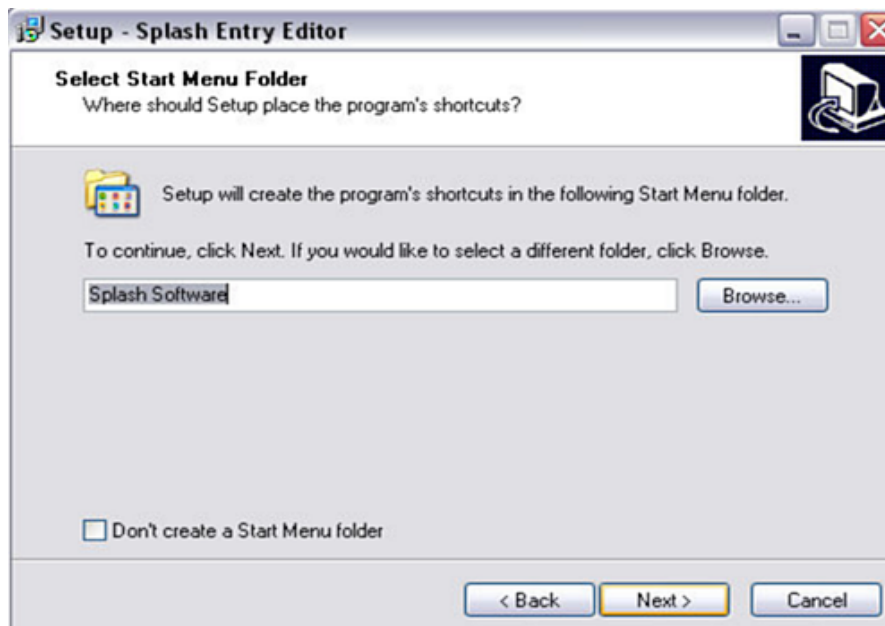 Setup - Splash Entry Editor
Select Start Menu Folder
Where should Setup place the program's shortcuts?
Setup will create the program's shortcuts in the following Start Menu folder.
To continue, click Next. If you would like to select a different folder, click Browse.
Splash Software
Browse...
Don't create a Start Menu folder
< Back
Next >
Cancel